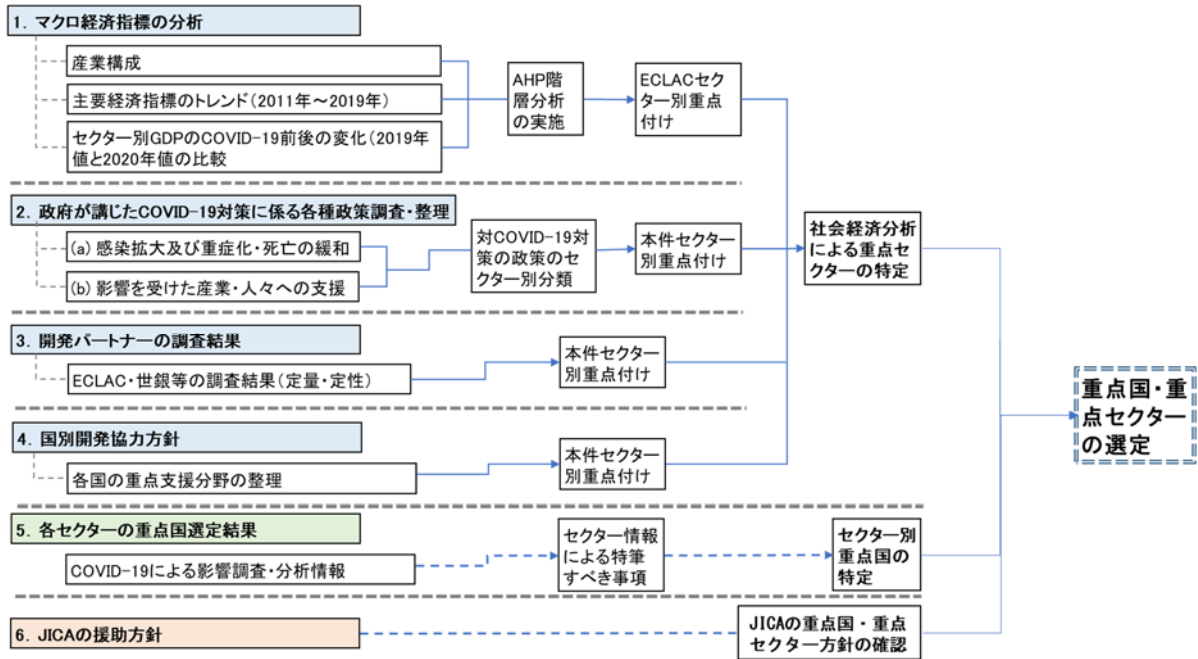 1. マクロ経済指標の分析
産業構成
主要経済指標のトレンド(2011年～2019年)
セクター別GDPのCOVID-19前後の変化(2019年
値と2020年値の比較
AHP階
層分析
の実施
ECLACセク
ター別重点
付け
2. 政府が講じたCOVID-19対策に係る各種政策調査・整理
(a) 感染拡大及び重症化・死亡の緩和
(b) 影響を受けた産業・人々への支援
対COVID-19対
策の政策のセ
クター別分類
本件セクター
別重点付け
社会経済分析
による重点セ
クターの特定
3. 開発パートナーの調査結果
ECLAC・世銀等の調査結果(定量・定性)
本件セクター
別重点付け
4. 国別開発協力方針
各国の重点支援分野の整理
本件セクター
別重点付け
重点国・重
点セクター
の選定
5. 各セクターの重点国選定結果
COVID-19による影響調査・分析情報
セクター情報
による特筆
すべき事項
セクター別
重点国の
特定
6. JICAの援助方針
JICAの重点国・重点
セクター方針の確認